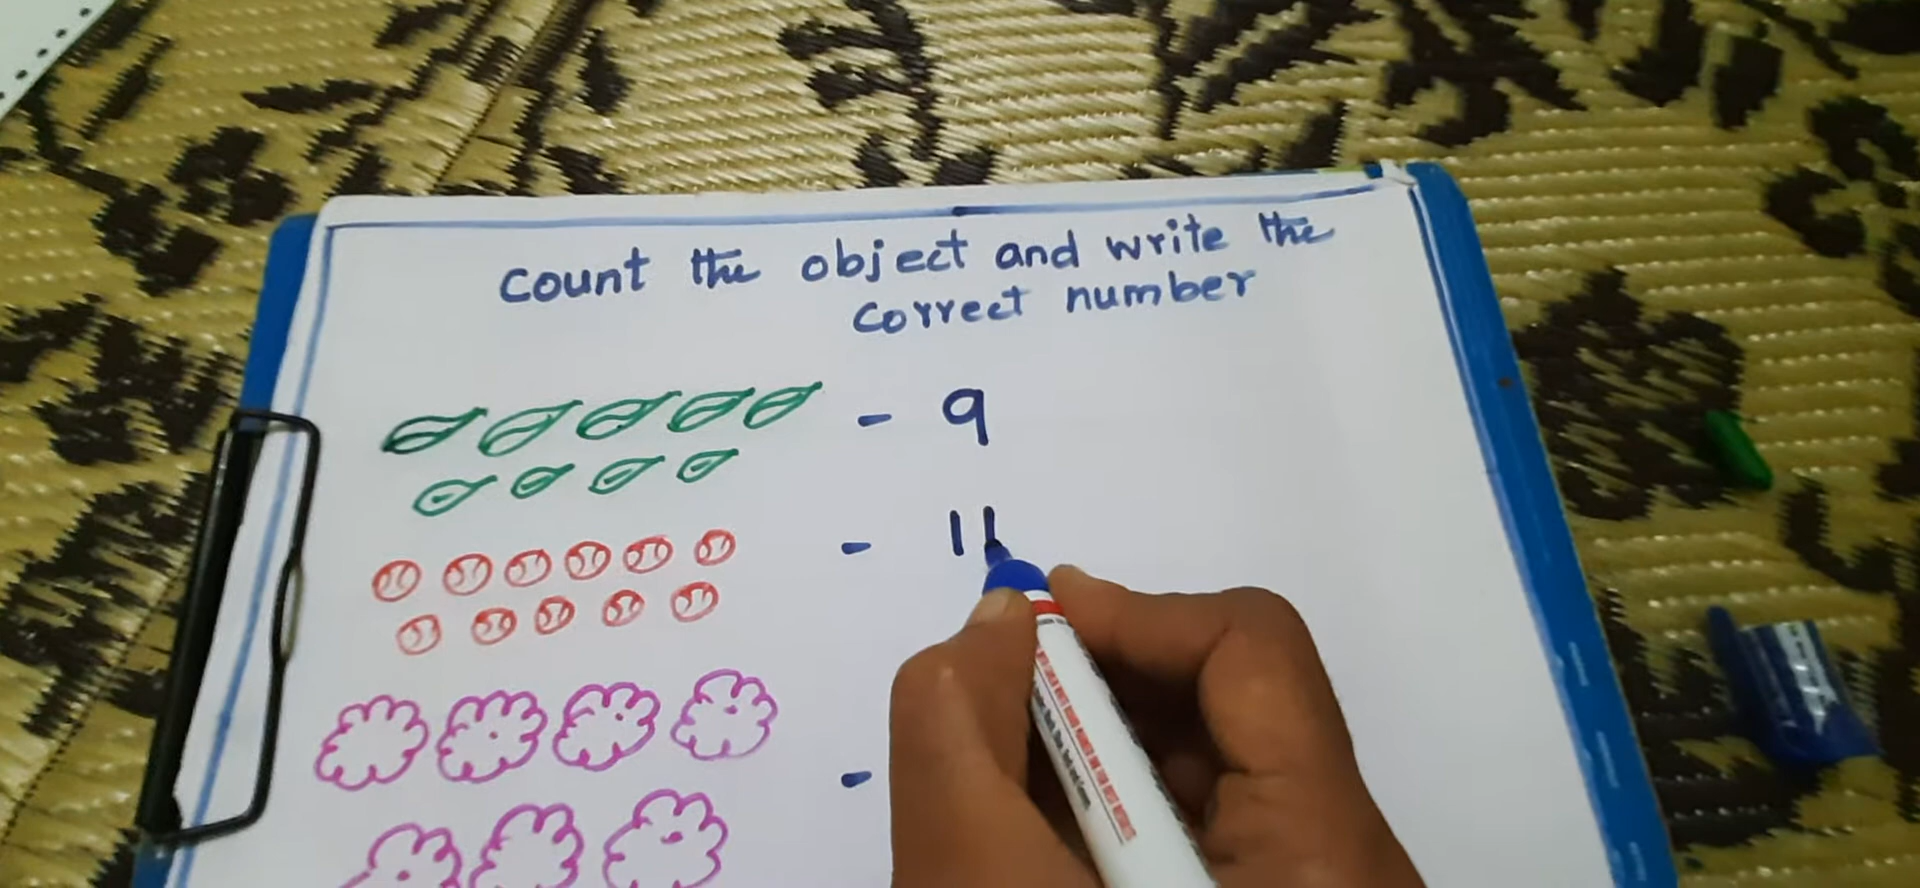 Count the object and write the
correct number
- 9
- 11
-